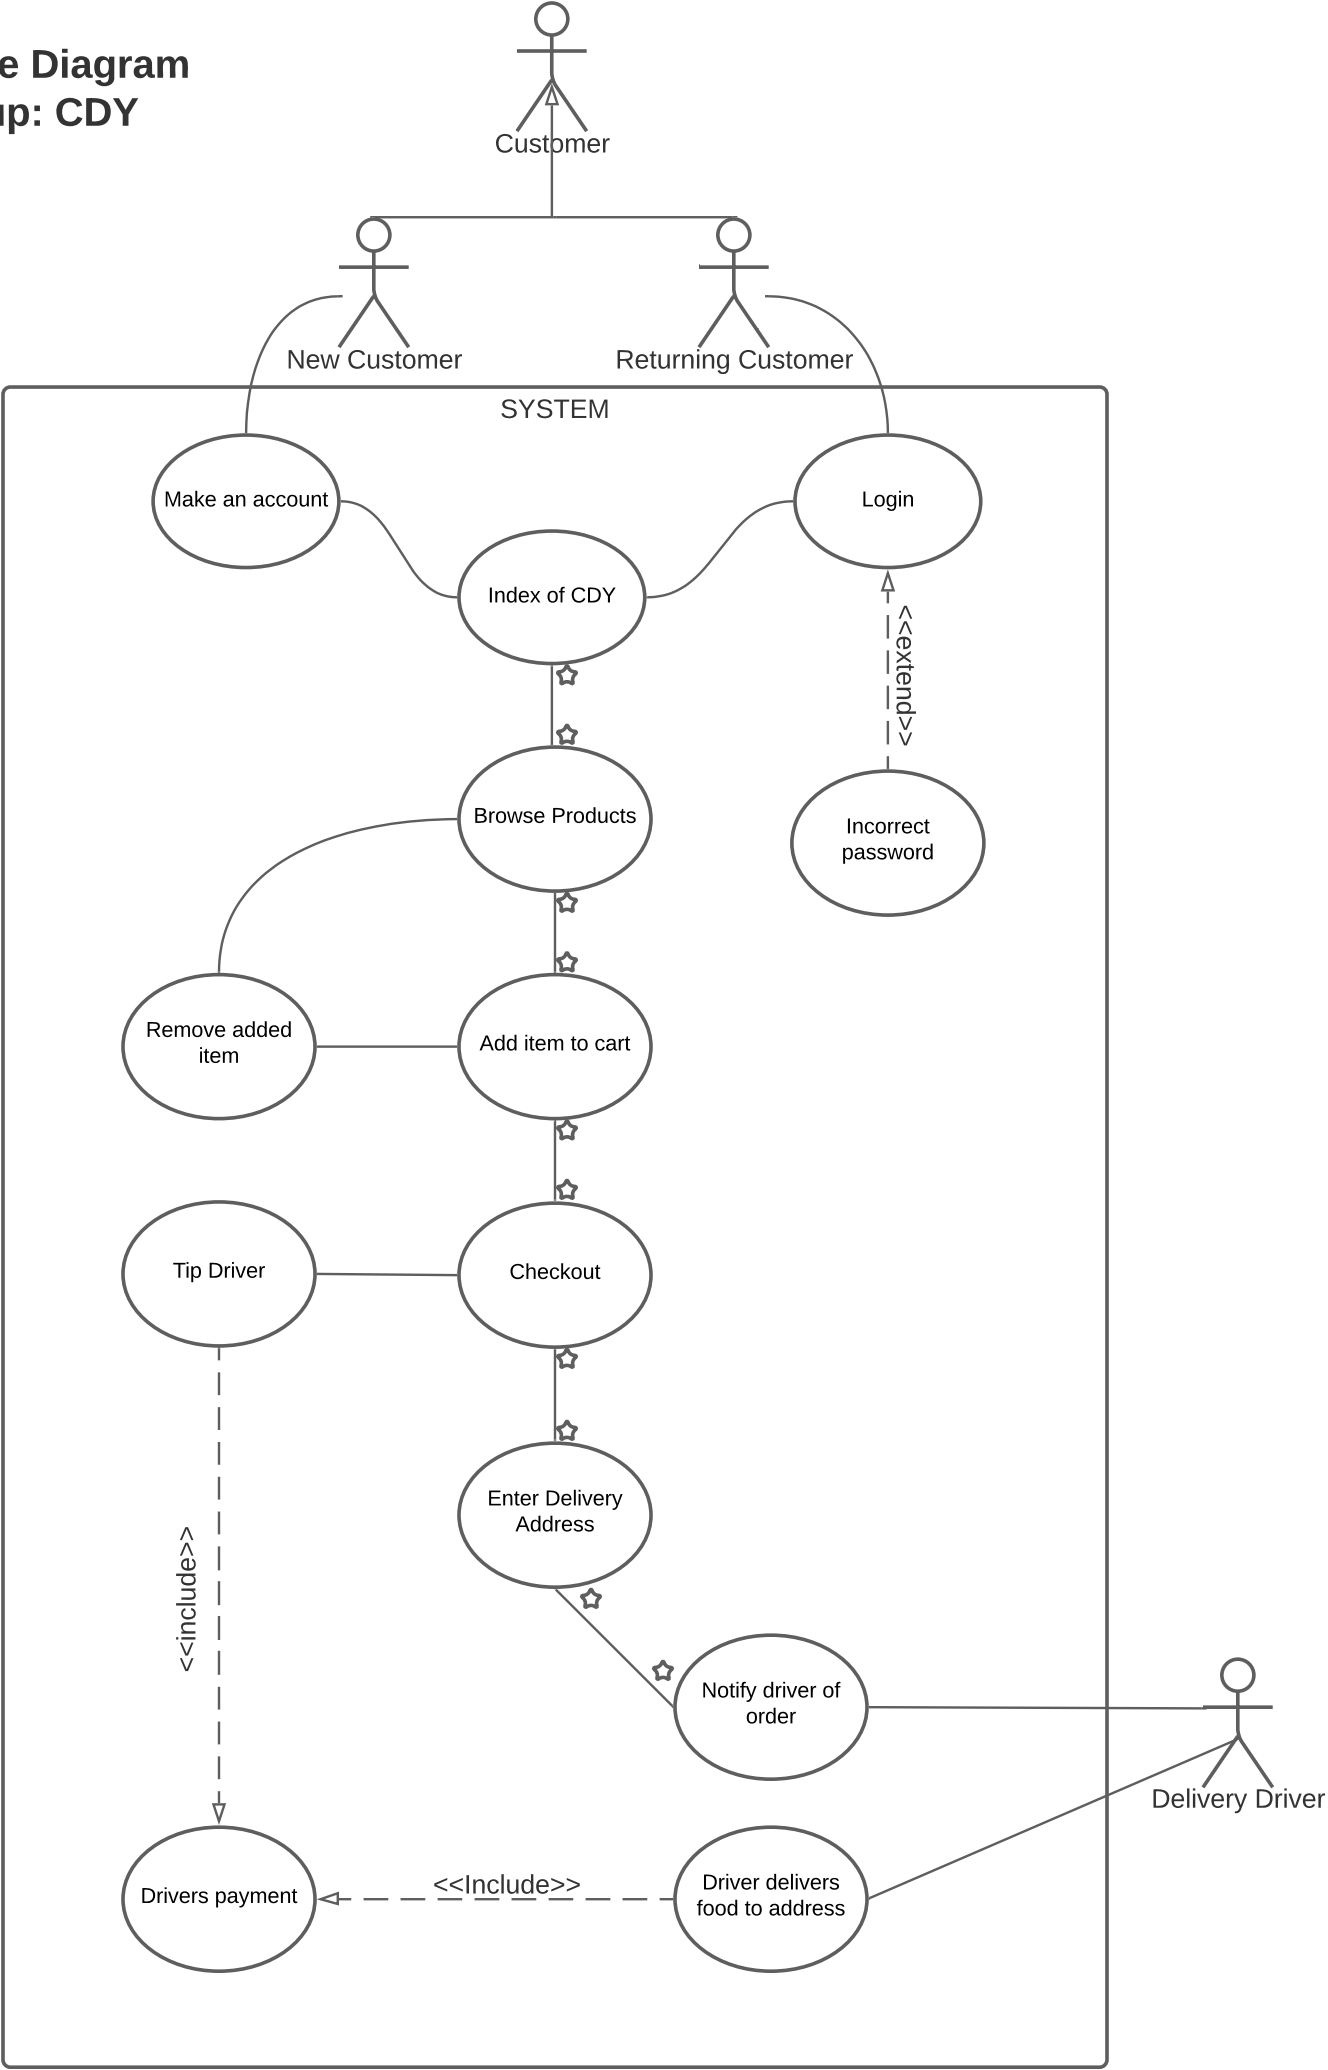 e Diagram
up: CDY
Customer
New Customer
Returning Customer
SYSTEM
Make an account
Login
Index of CDY
<<extend>>
Browse Products
Incorrect
password
Remove added
item
Add item to cart
Tip Driver
Checkout
Enter Delivery
Address
<<include>>
Notify driver of
order
Delivery Driver
Drivers payment
<<Include>>
Driver delivers
food to address